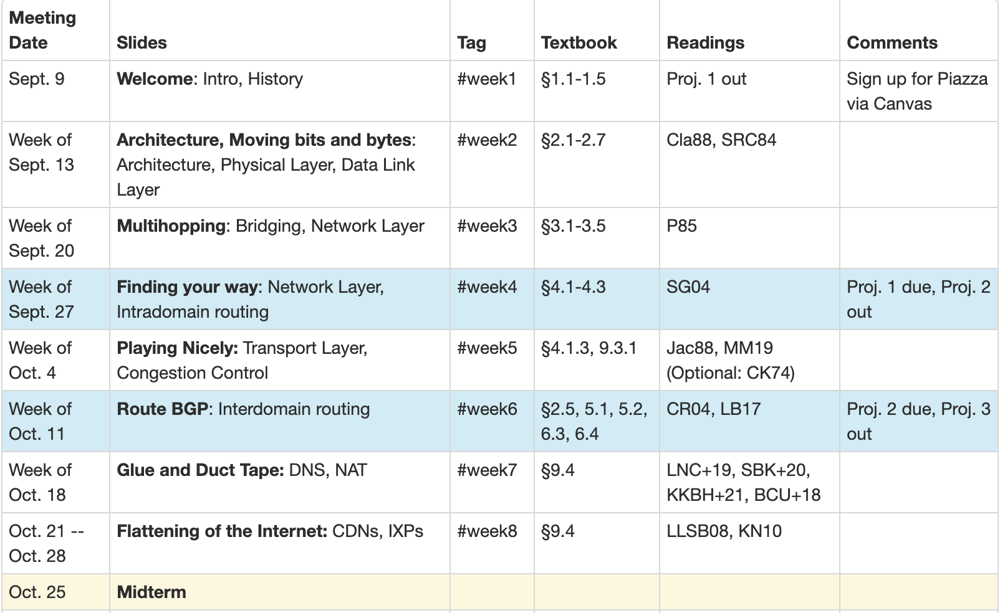 Meeting
Date Slides Tag Textbook Readings Comments
Sept. 9 Welcome: Intro, History #week1 §1.1-1.5 Proj. 1 out Sign up for Piazza
via Canvas
Week of Architecture, Moving bits and bytes: #week2 §2.1-2.7 Cla88, SRC84
Sept. 13 Architecture, Physical Layer, Data Link
Layer
Week of Multihopping: Bridging, Network Layer #week3 §3.1-3.5 P85
Sept. 20
Week of Finding your way: Network Layer, #week4 §4.1-4.3 SG04 Proj. 1 due, Proj. 2
Sept. 27 Intradomain routing out
Week of Playing Nicely: Transport Layer, #week5 §4.1.3, 9.3.1 Jac88, MM19
Oct. 4 Congestion Control (Optional: CK74)
Week of Route BGP: Interdomain routing #week6 §2.5, 5.1, 5.2, CR04, LB17 Proj. 2 due, Proj. 3
Oct. 11 6.3, 6.4 out
Week of Glue and Duct Tape: DNS, NAT #week7 §9.4 LNC+19, SBK+20,
Oct. 18 KKBH+21, BCU+18
Oct. 21 -- Flattening of the Internet: CDNs, IXPs #week8 §9.4 LLSB08, KN10
Oct. 28
Oct. 25 Midterm